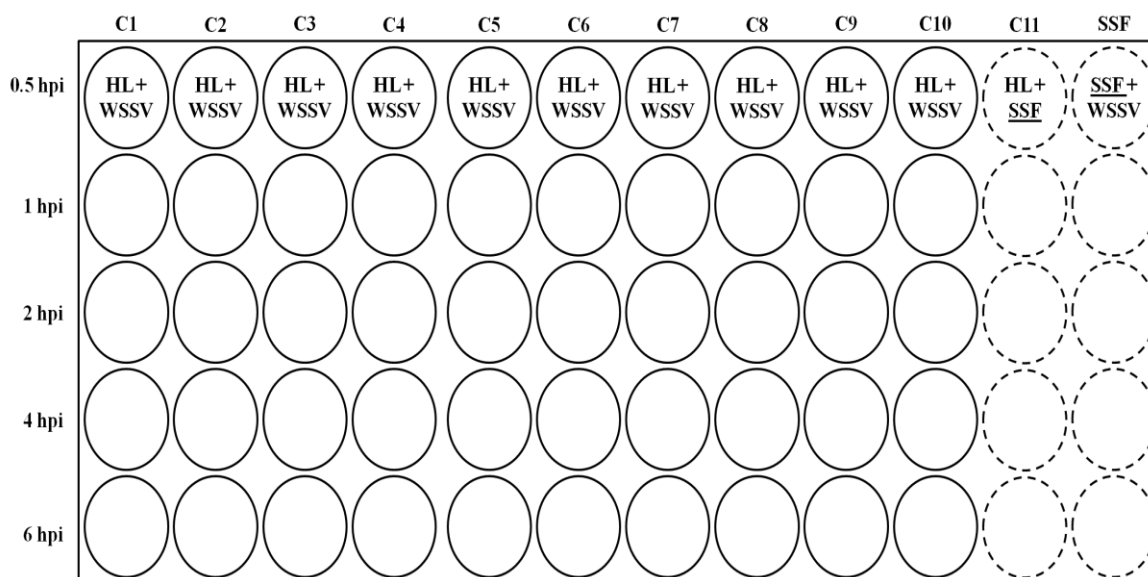 C1 C2 C3 C4 C5 C6 C7 C8 C9 C10 C11 SSF
0.5 hpi
HL+ HL+ HL+ HL+ HL+ HL+ HL+ HL+ HL+ HL+ HL+ SSF+
WSSV WSSV WSSV WSSV WSSV WSSV WSSV WSSV WSSV WSSV SSF WSSV
1 hpi
2 hpi
4 hpi
6 hpi